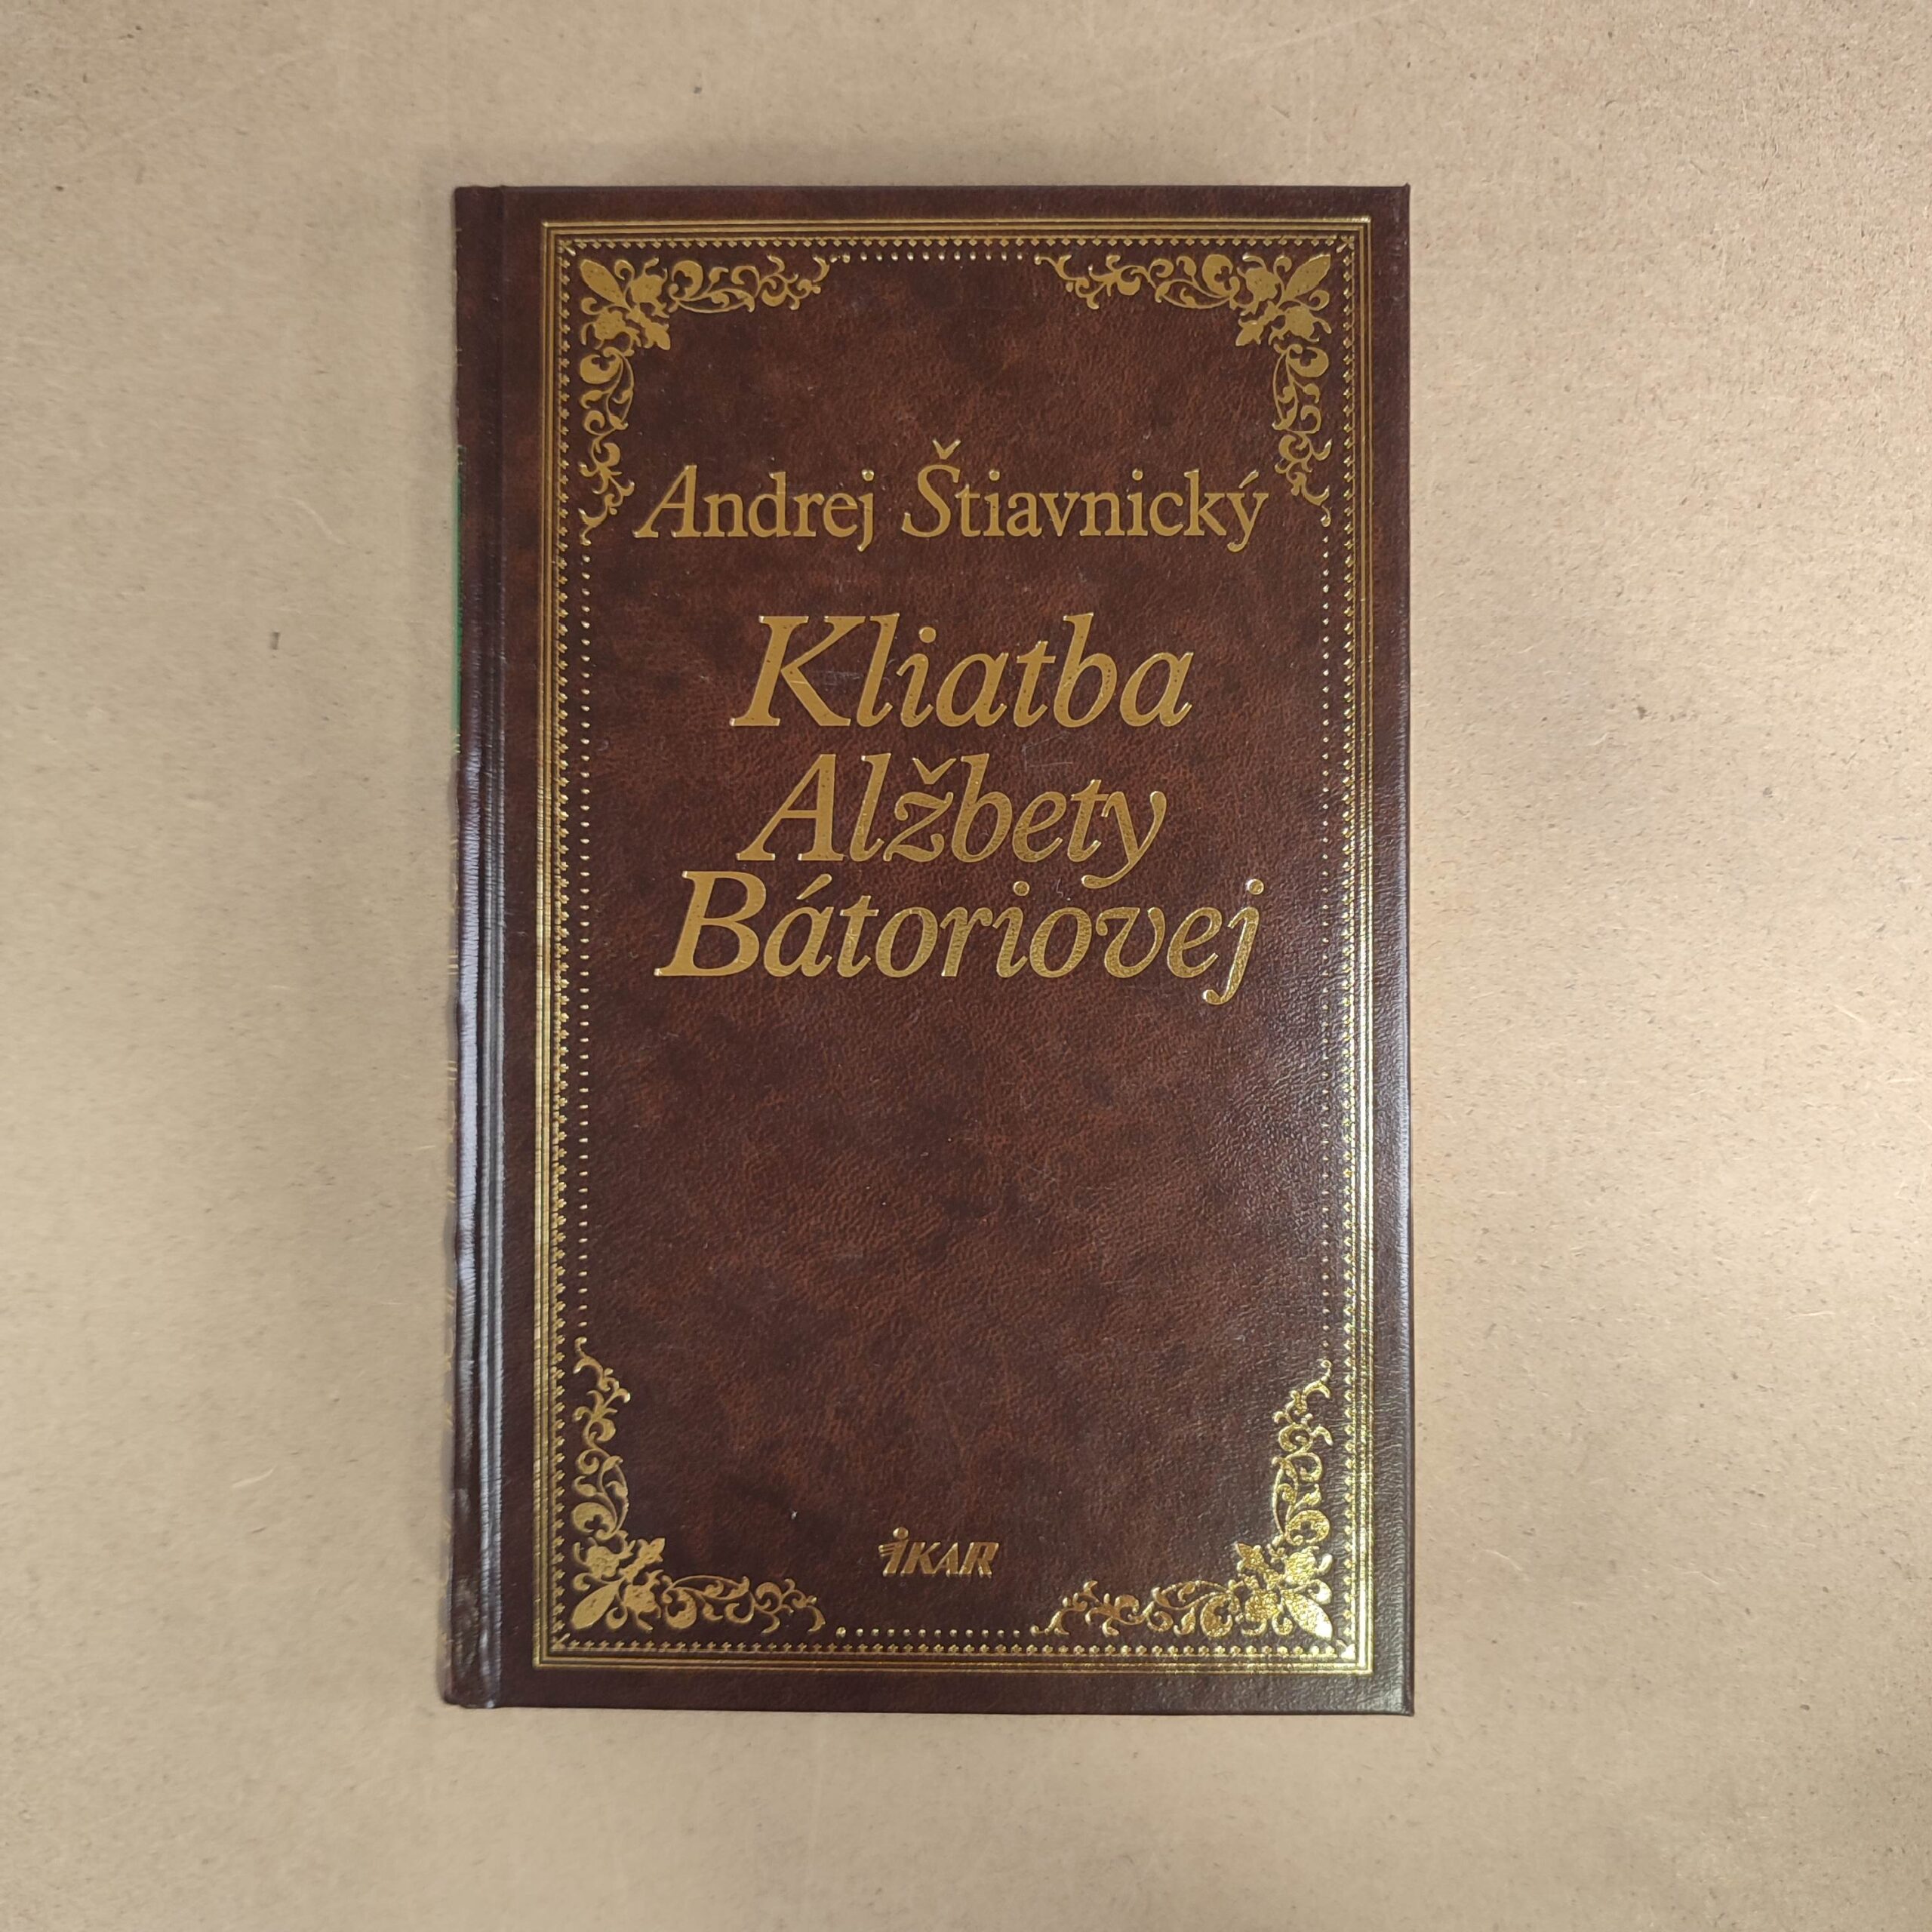 Andrej Štiavnický
Kliatba
Alžbety
Bátoriovej
IKAR